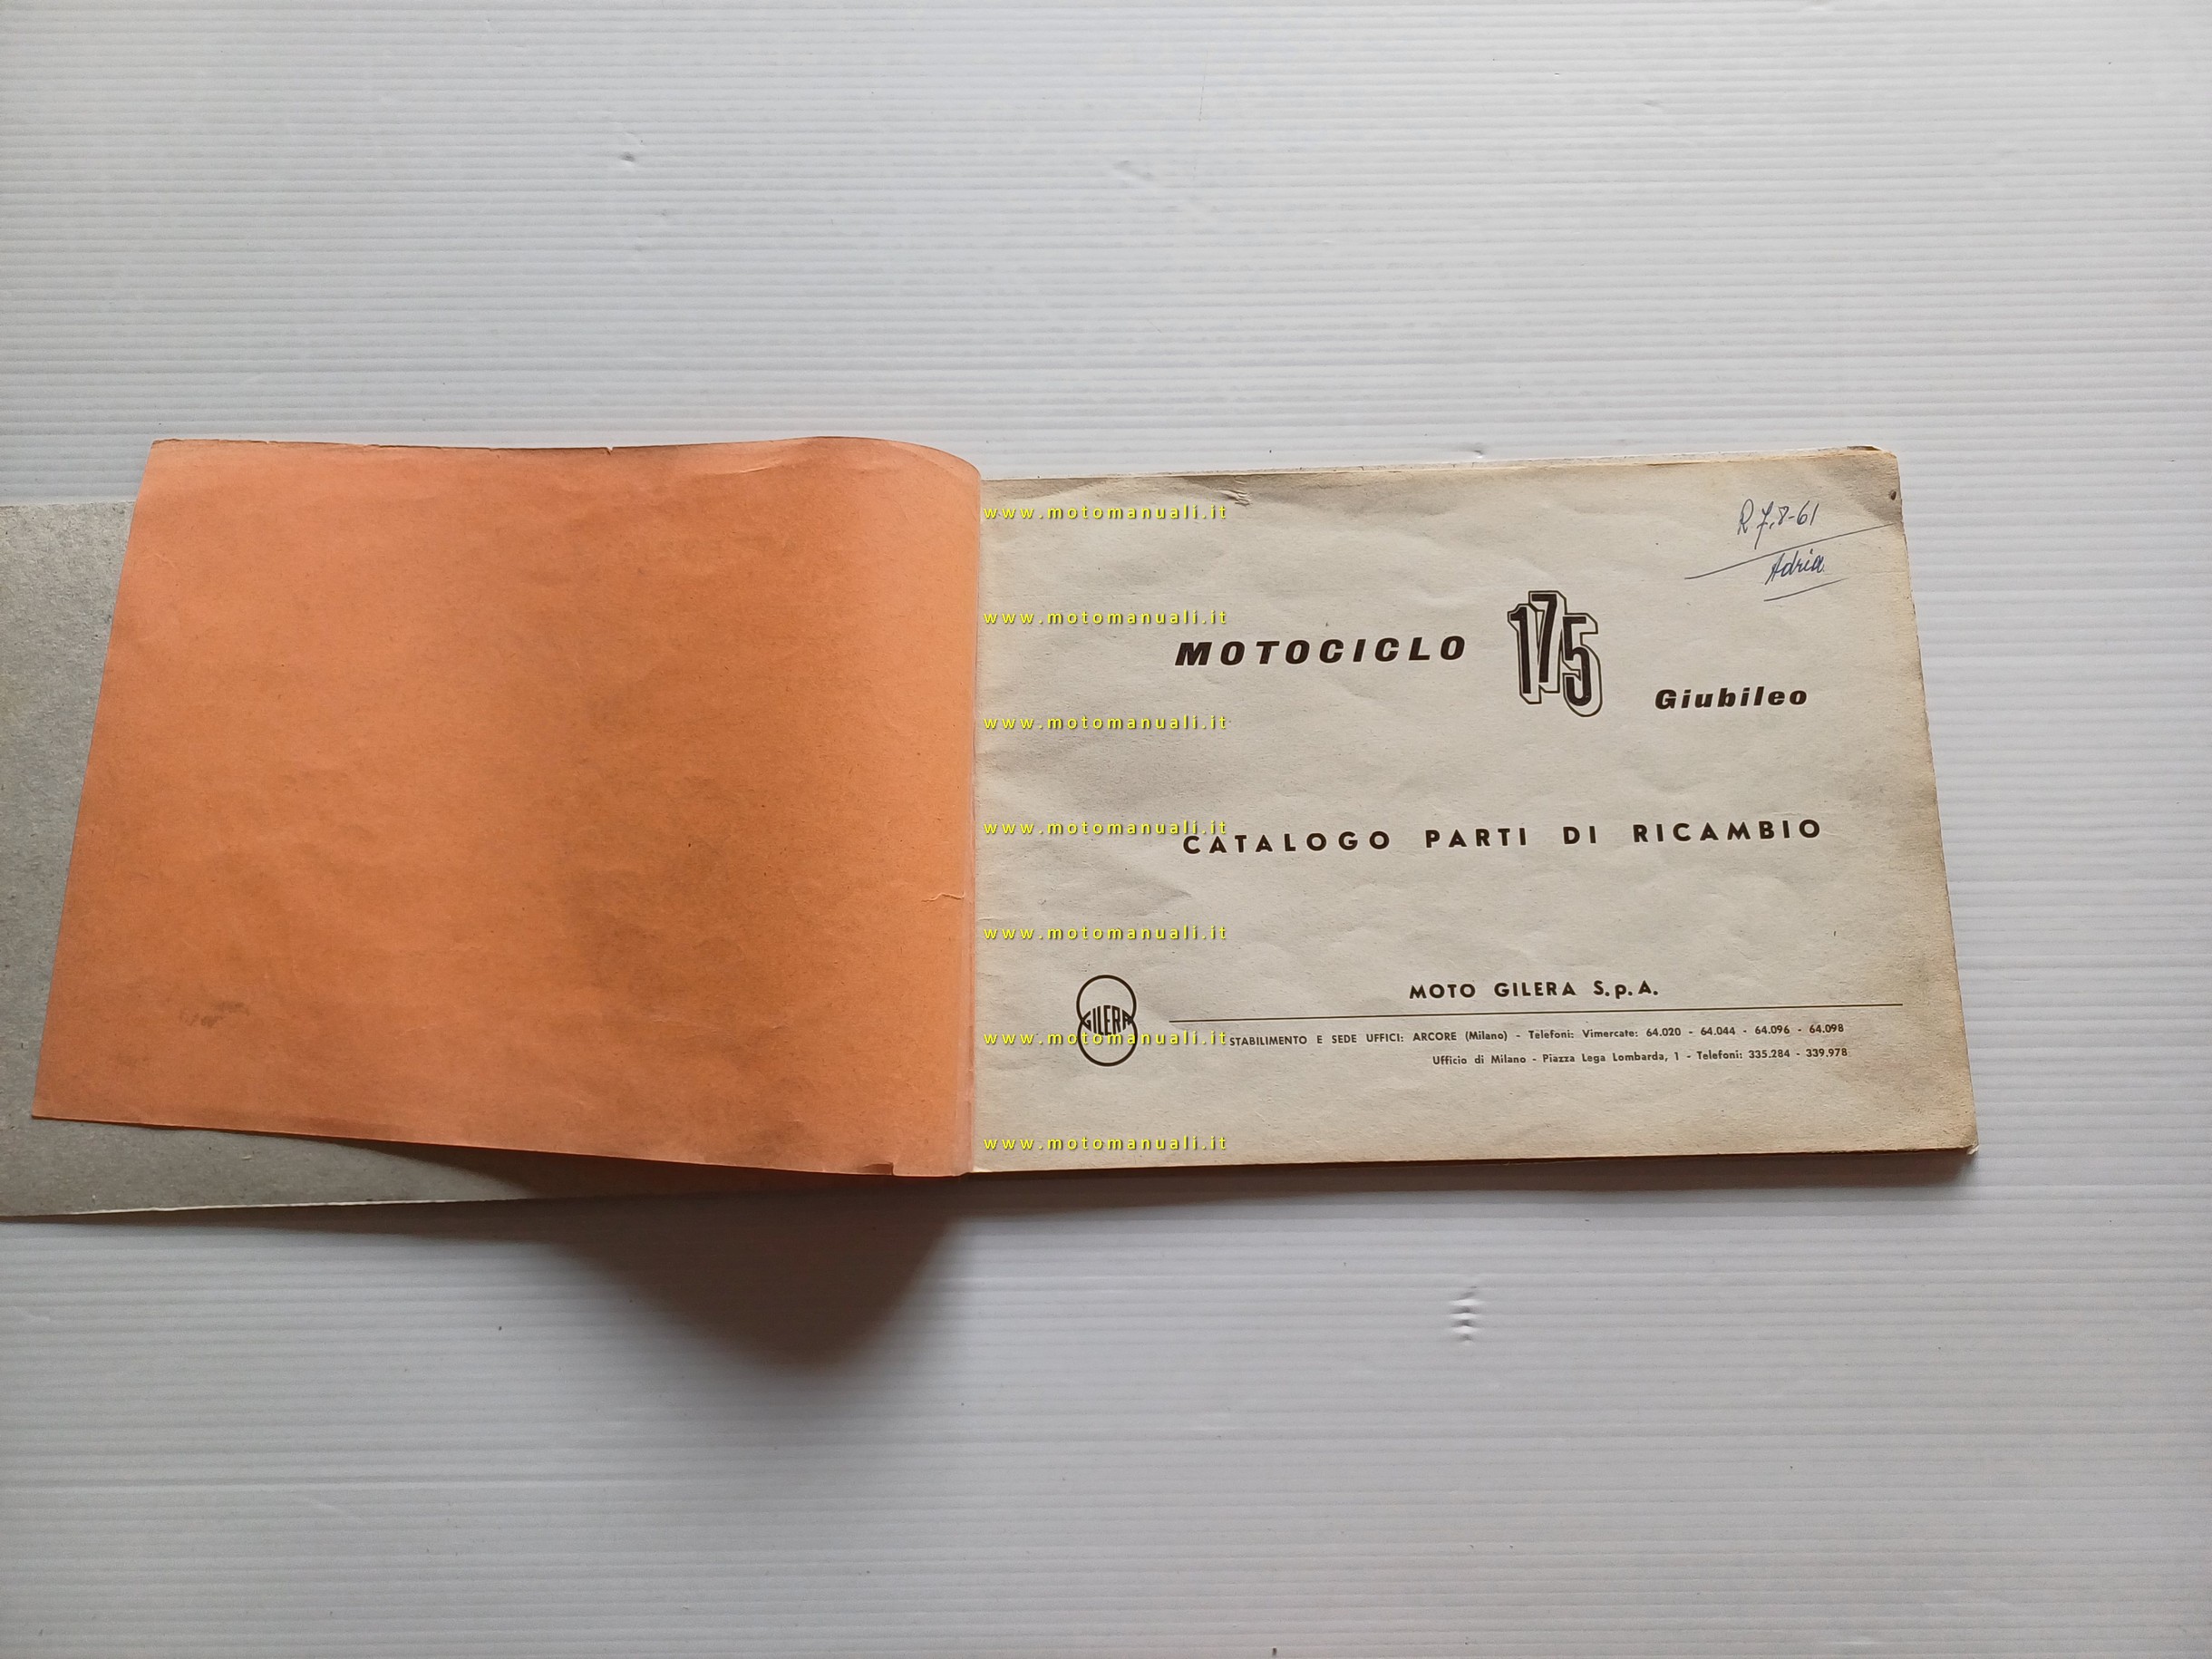 R 7.8-61
Adria
MOTOCICLO 175 Giubileo
CATALOGO PARTI DI RICAMBIO
MOTO GILERA S.p.A.
GILERA
STABILIMENTO E SEDE UFFICI: ARCORE (Milano) - Telefoni: Vimercate: 64.020 - 64.044 - 64.096 - 64.098
Ufficio di Milano - Piazza Lega Lombarda, 1 - Telefoni: 335.284 - 339.978
www.motomanuali.it
www.motomanuali.it
www.motomanuali.it
www.motomanuali.it
www.motomanuali.it
www.motomanuali.it
www.motomanuali.it